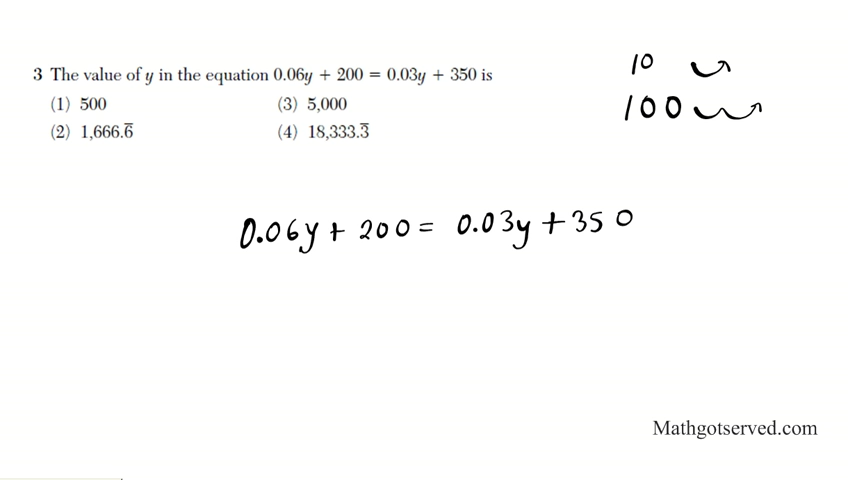 3 The value of y in the equation 0.06y + 200 = 0.03y + 350 is
(1) 500 (3) 5,000
(2) 1,666.6̅ (4) 18,333.3̅
10
100
0.06y + 200 = 0.03y + 350
Mathgotserved.com